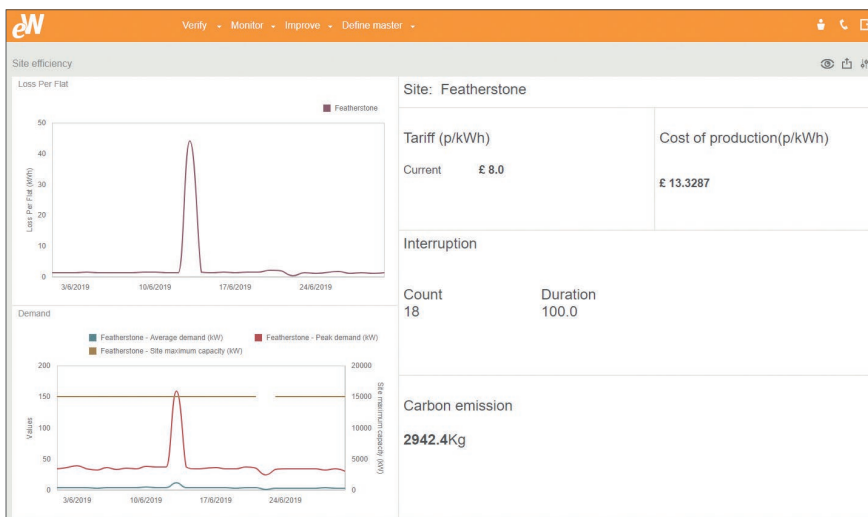 eW
Verify Monitor Improve Define master
Site efficiency
Loss Per Flat
Featherstone
Loss Per Flat (kWh)
50
40
30
20
10
0
3/6/2019 10/6/2019 17/6/2019 24/6/2019
Demand
Featherstone - Average demand (kW) Featherstone - Peak demand (kW)
Featherstone - Site maximum capacity (kW)
Values
200
150
100
50
0
20000
15000
10000
5000
0
Site maximum capacity (kW)
3/6/2019 10/6/2019 17/6/2019 24/6/2019
Site: Featherstone
Tariff (p/kWh)
Current £ 8.0
Cost of production(p/kWh)
£ 13.3287
Interruption
Count Duration
18 100.0
Carbon emission
2942.4Kg